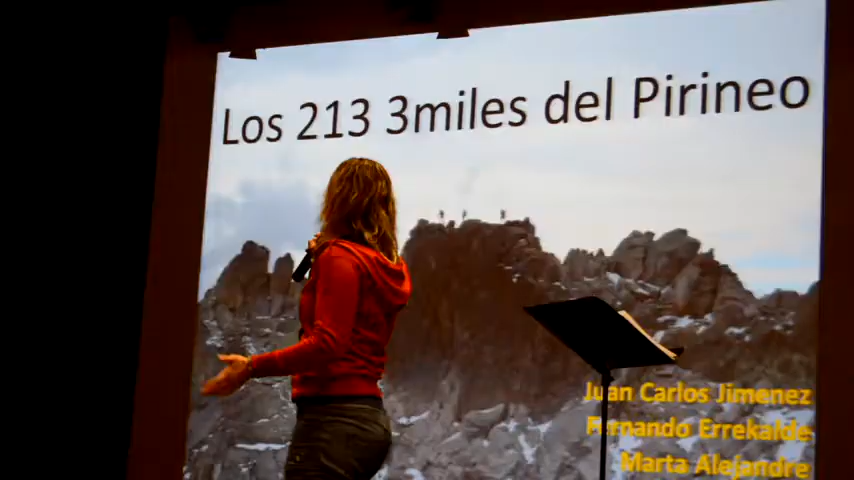 Los 213 3miles del Pirineo
Juan Carlos Jimenez
Fernando Errekalde
Marta Alejandre